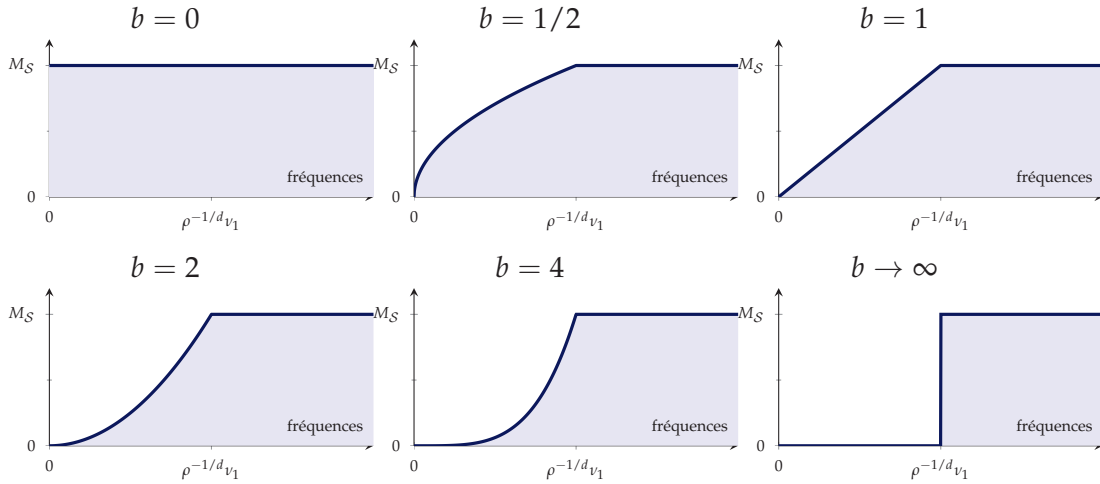 b = 0
M_S
0
fréquences
0
ρ^{-1/d}ν_1
b = 1/2
M_S
0
fréquences
0
ρ^{-1/d}ν_1
b = 1
M_S
0
fréquences
0
ρ^{-1/d}ν_1
b = 2
M_S
0
fréquences
0
ρ^{-1/d}ν_1
b = 4
M_S
0
fréquences
0
ρ^{-1/d}ν_1
b → ∞
M_S
0
fréquences
0
ρ^{-1/d}ν_1